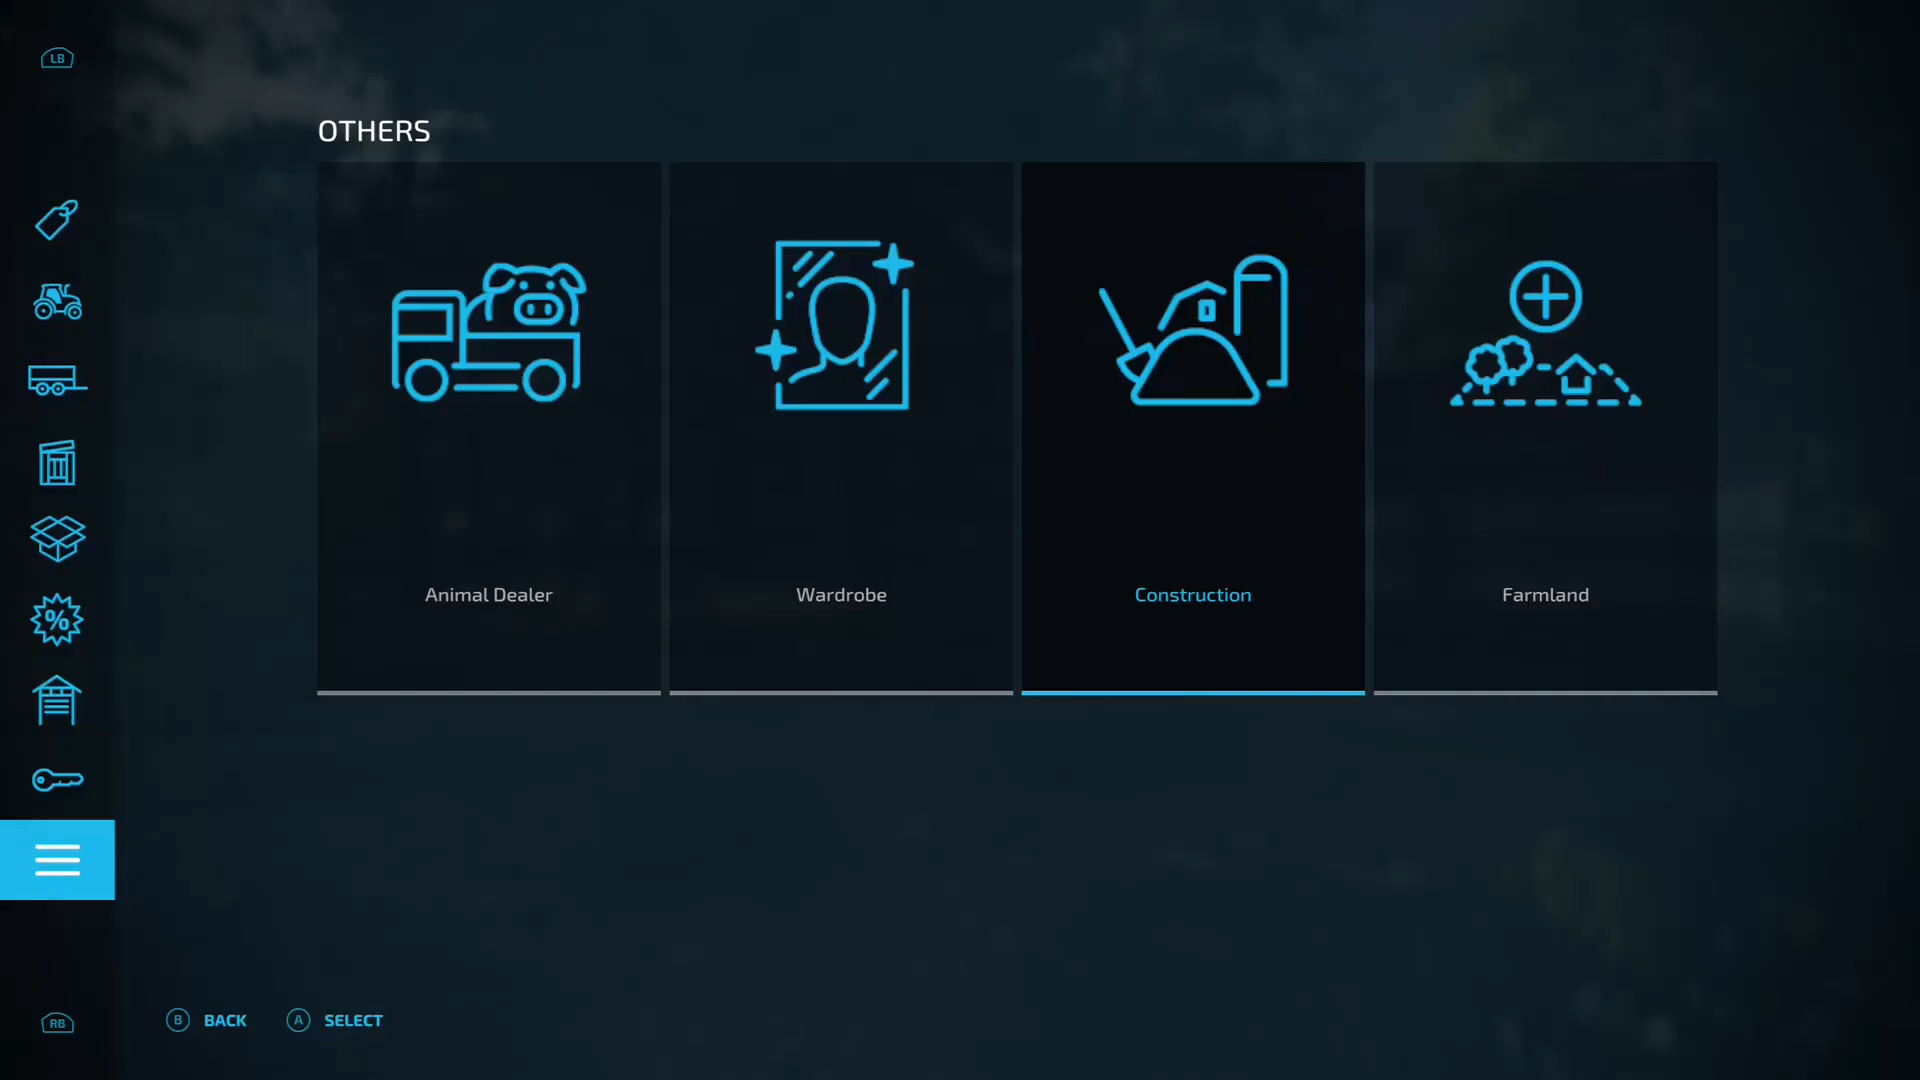 LB
OTHERS
%
Animal Dealer
Wardrobe
Construction
Farmland
RB
B BACK
A SELECT